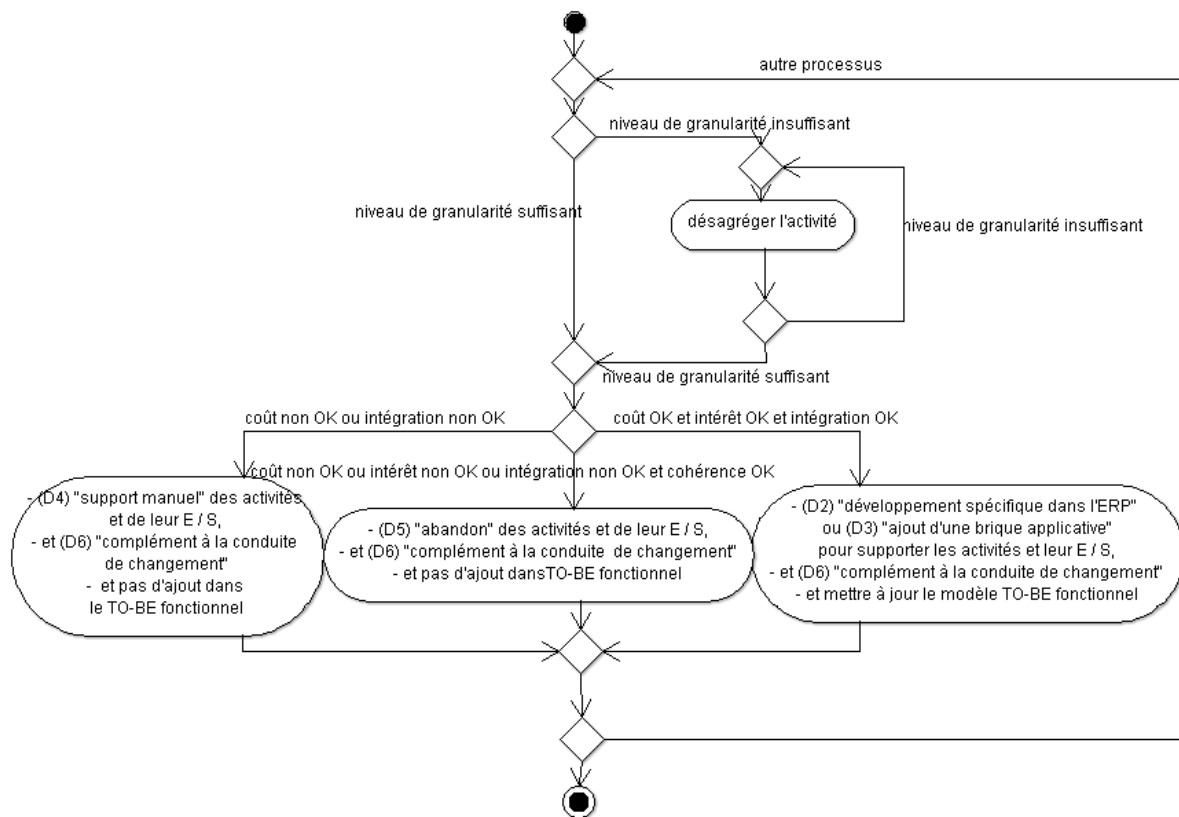 autre processus
niveau de granularité insuffisant
niveau de granularité suffisant
désagréger l'activité
niveau de granularité insuffisant
niveau de granularité suffisant
coût non OK ou intégration non OK
coût OK et intérêt OK et intégration OK
coût non OK ou intérêt non OK ou intégration non OK et cohérence OK
- (D4) "support manuel" des activités
et de leur E / S,
- et (D6) "complément à la conduite
de changement"
- et pas d'ajout dans
le TO-BE fonctionnel
- (D5) "abandon" des activités et de leur E / S,
- et (D6) "complément à la conduite de changement"
- et pas d'ajout dansTO-BE fonctionnel
- (D2) "développement spécifique dans l'ERP"
ou (D3) "ajout d'une brique applicative"
pour supporter les activités et leur E / S,
- et (D6) "complément à la conduite de changement"
- et mettre à jour le modèle TO-BE fonctionnel